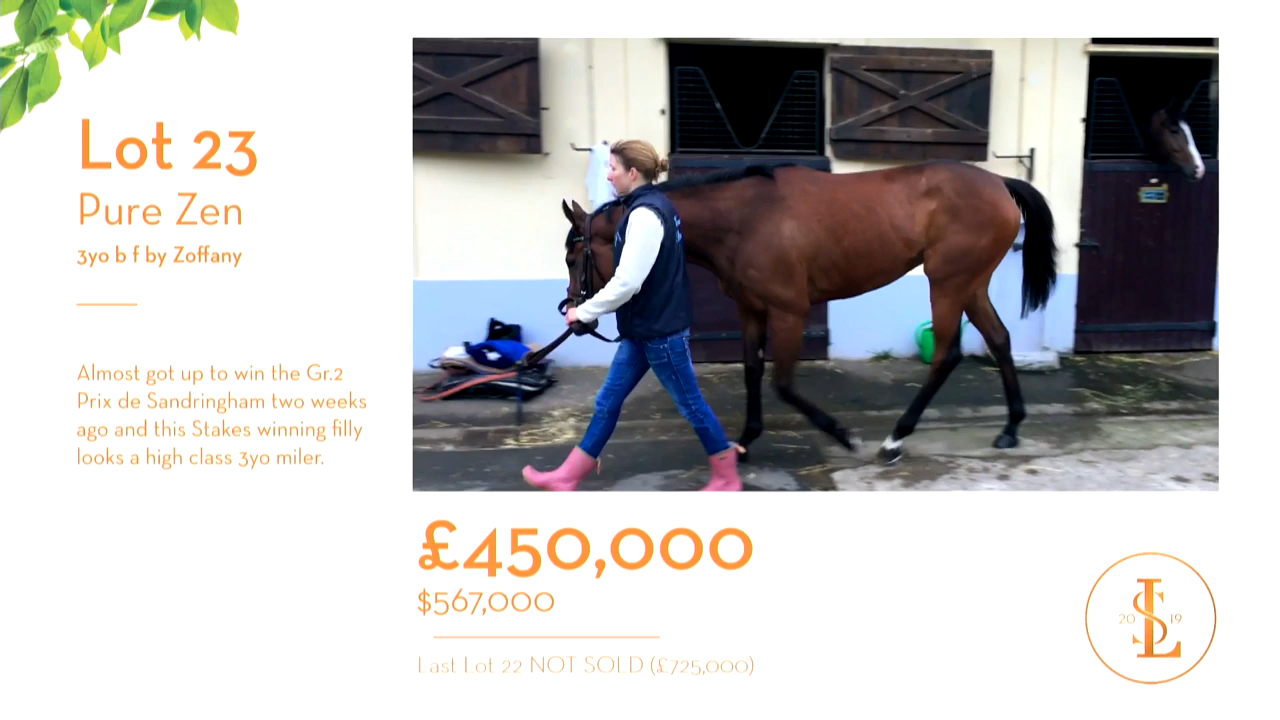 Lot 23
Pure Zen
3yo b f by Zoffany
Almost got up to win the Gr.2
Prix de Sandringham two weeks
ago and this Stakes winning filly
looks a high class 3yo miler.
£450,000
$567,000
Last Lot 22 NOT SOLD (£725,000)
20 SL 19